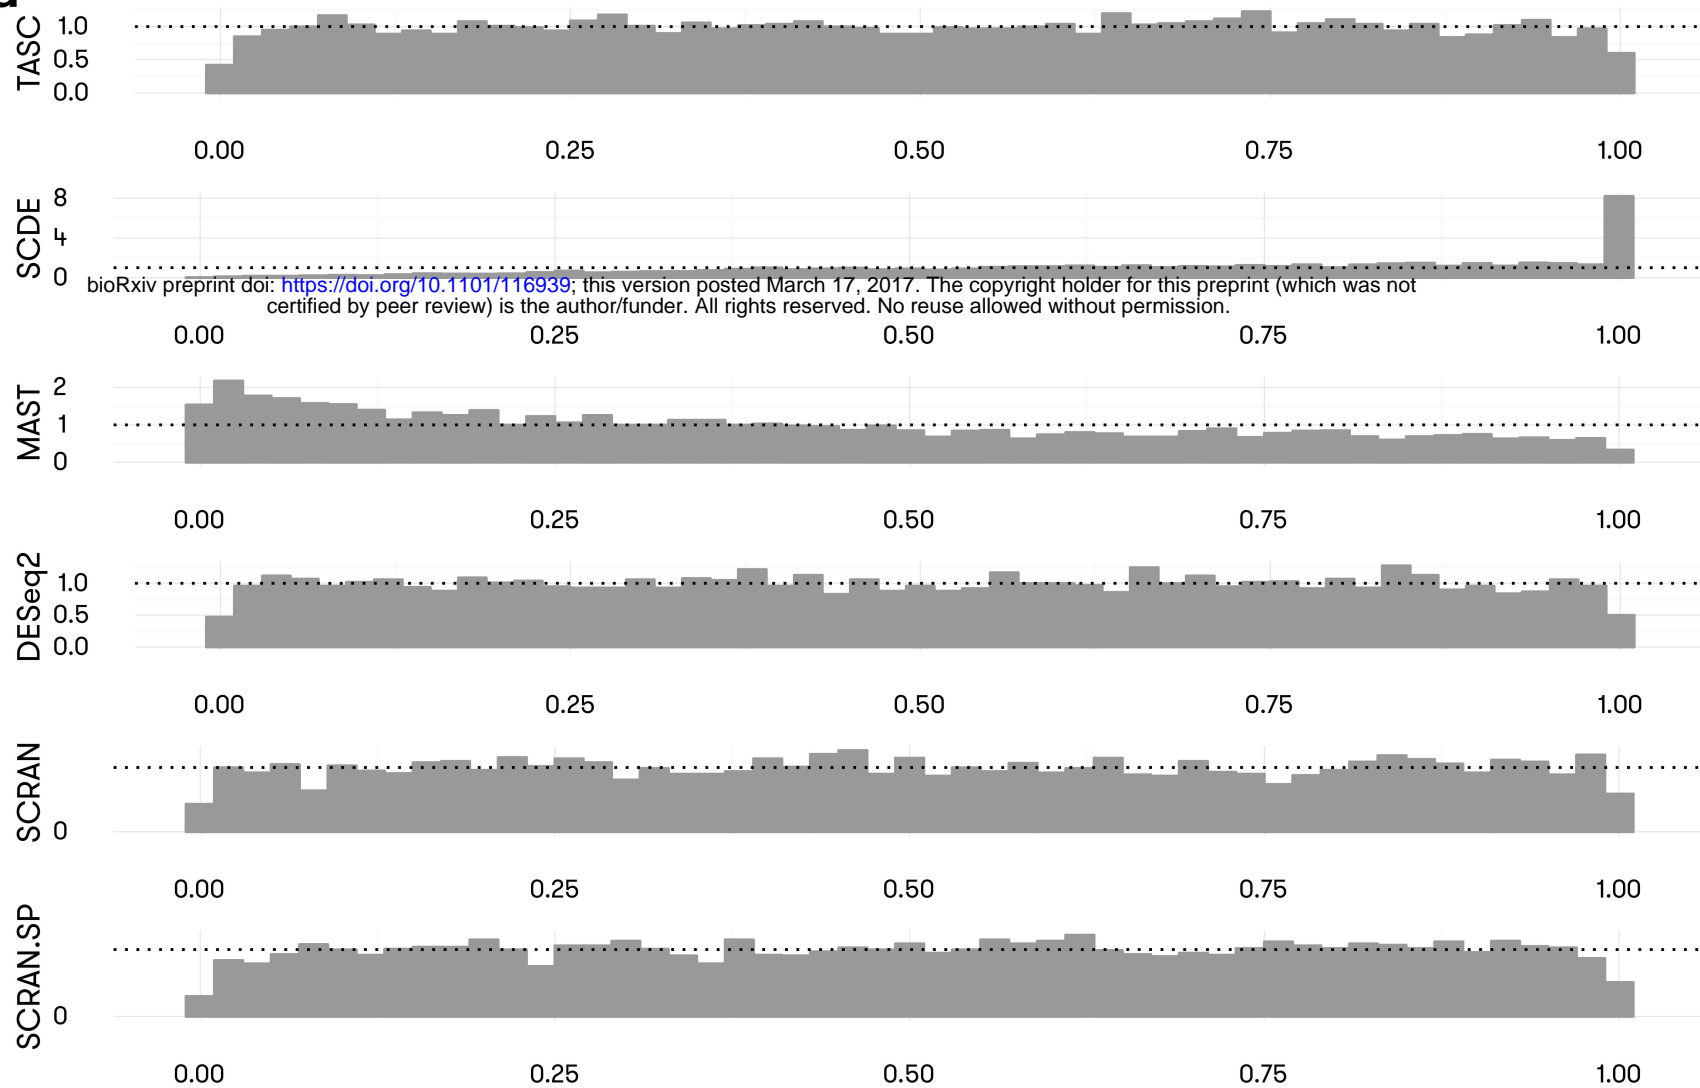 TASC
1.0
0.5
0.0
0.00 0.25 0.50 0.75 1.00
SCDE
8
4
0
bioRxiv preprint doi: https://doi.org/10.1101/116939; this version posted March 17, 2017. The copyright holder for this preprint (which was not
certified by peer review) is the author/funder. All rights reserved. No reuse allowed without permission.
0.00 0.25 0.50 0.75 1.00
MAST
2
1
0
0.00 0.25 0.50 0.75 1.00
DESeq2
1.0
0.5
0.0
0.00 0.25 0.50 0.75 1.00
SCRAN
0
0.00 0.25 0.50 0.75 1.00
SCRAN.SP
0
0.00 0.25 0.50 0.75 1.00